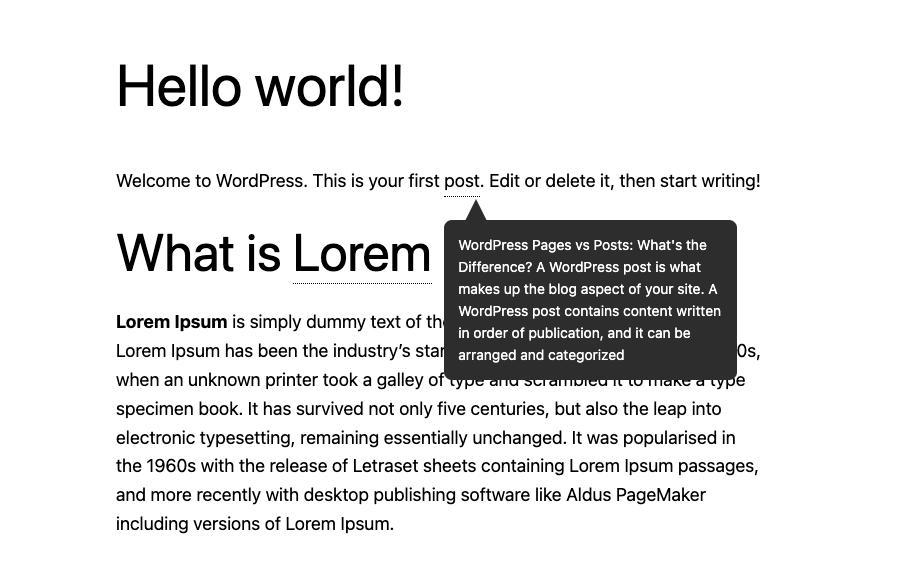 Hello world!
Welcome to WordPress. This is your first post. Edit or delete it, then start writing!
What is Lorem
WordPress Pages vs Posts: What's the
Difference? A WordPress post is what
makes up the blog aspect of your site. A
WordPress post contains content written
in order of publication, and it can be
arranged and categorized
Lorem Ipsum is simply dummy text of the
Lorem Ipsum has been the industry’s 0s,
when an unknown printer took a galley of type and scrambled it to make a type
specimen book. It has survived not only five centuries, but also the leap into
electronic typesetting, remaining essentially unchanged. It was popularised in
the 1960s with the release of Letraset sheets containing Lorem Ipsum passages,
and more recently with desktop publishing software like Aldus PageMaker
including versions of Lorem Ipsum.